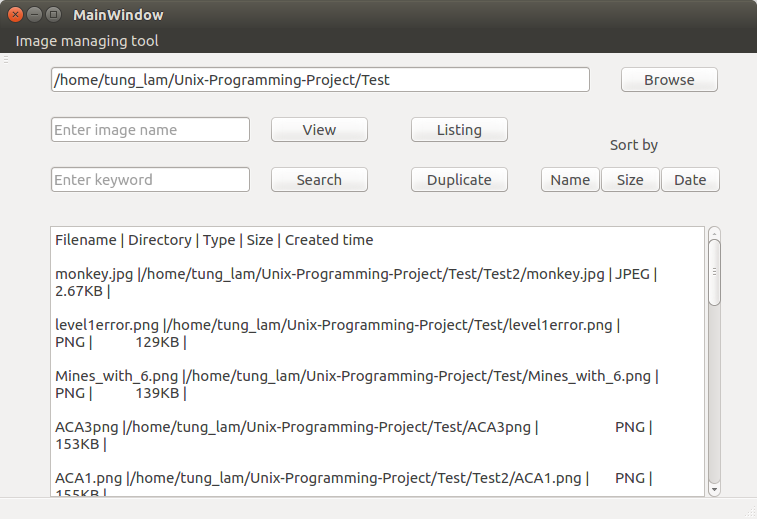 MainWindow
Image managing tool
/home/tung_lam/Unix-Programming-Project/Test
Browse
Enter image name
View
Listing
Sort by
Enter keyword
Search
Duplicate
Name
Size
Date
Filename | Directory | Type | Size | Created time
monkey.jpg |/home/tung_lam/Unix-Programming-Project/Test/Test2/monkey.jpg | JPEG |
2.67KB |
level1error.png |/home/tung_lam/Unix-Programming-Project/Test/level1error.png |
PNG | 129KB |
Mines_with_6.png |/home/tung_lam/Unix-Programming-Project/Test/Mines_with_6.png |
PNG | 139KB |
ACA3png |/home/tung_lam/Unix-Programming-Project/Test/ACA3png | PNG |
153KB |
ACA1.png |/home/tung_lam/Unix-Programming-Project/Test/Test2/ACA1.png | PNG |
155KB |